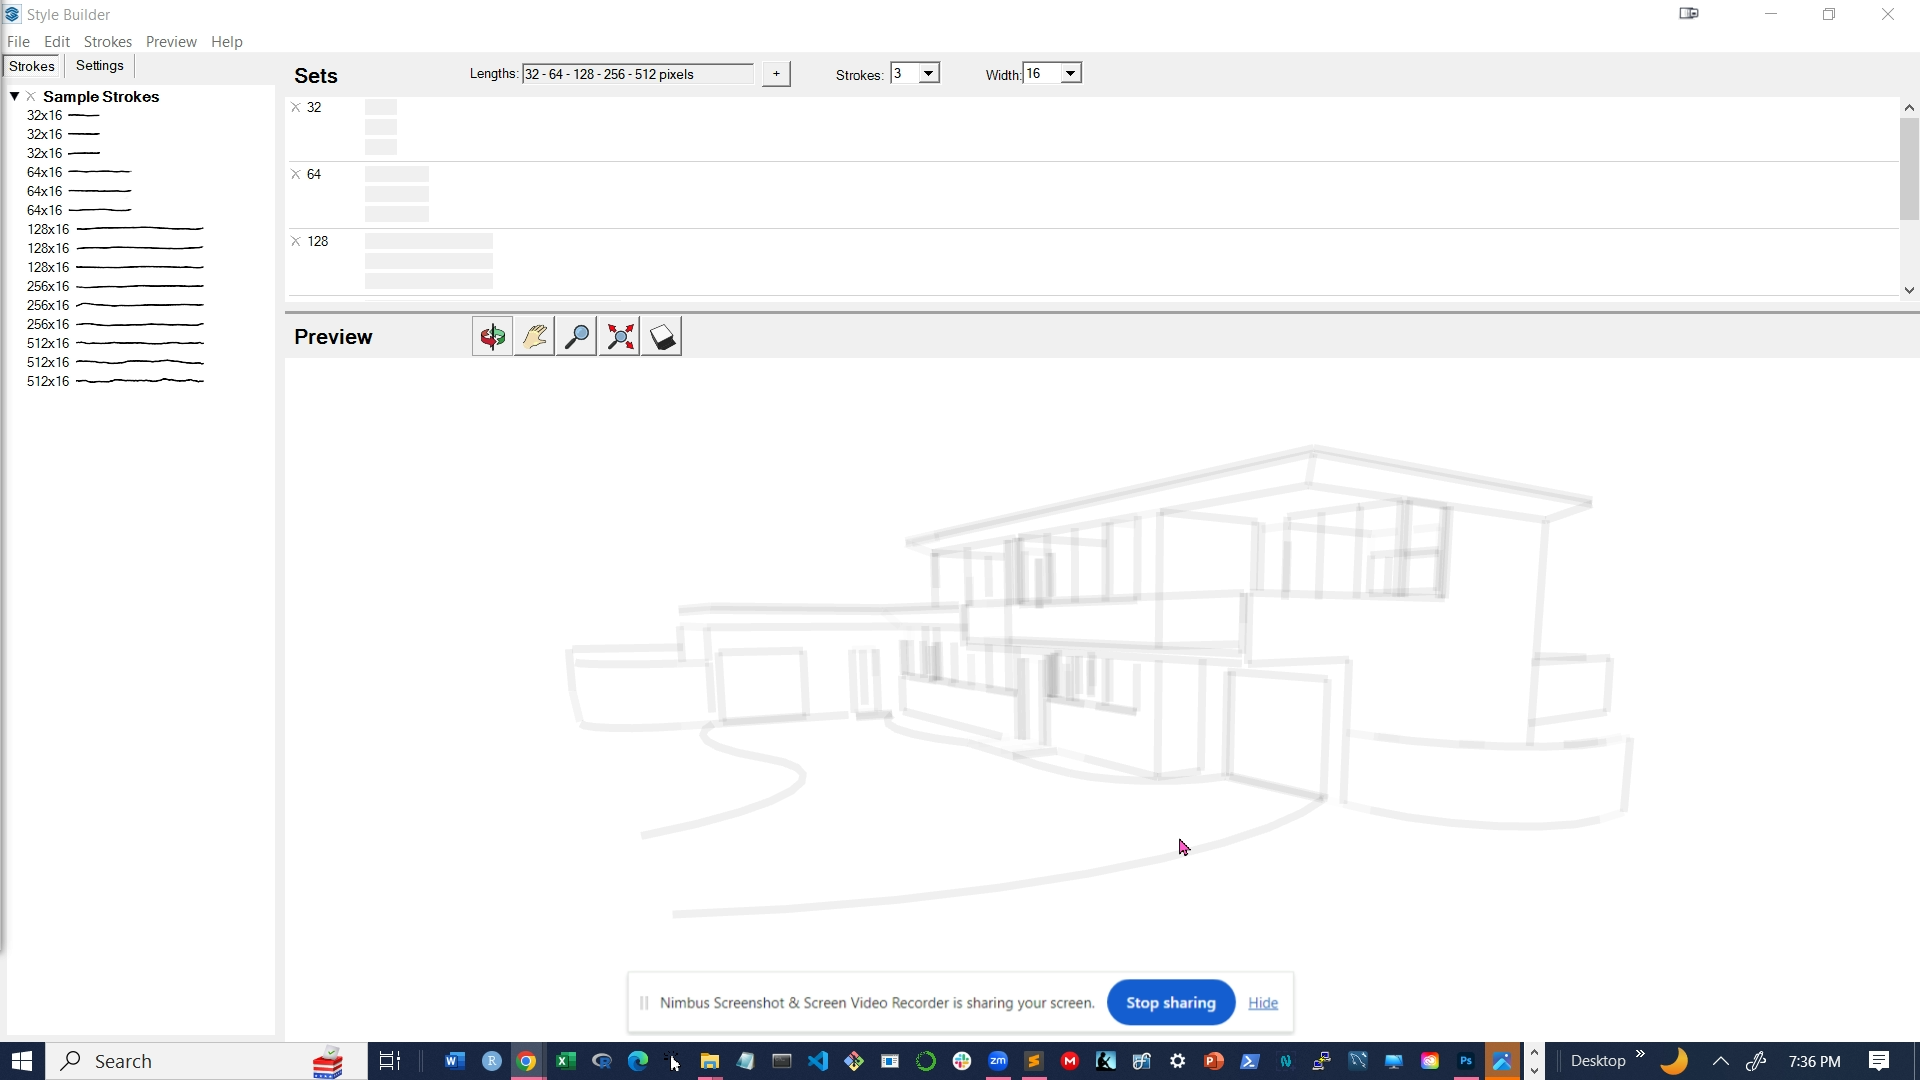 Style Builder
File Edit Strokes Preview Help
Strokes Settings
Sets
Lengths: 32 - 64 - 128 - 256 - 512 pixels +
Strokes: 3
Width: 16
Sample Strokes
32x16
32x16
32x16
64x16
64x16
64x16
128x16
128x16
128x16
256x16
256x16
256x16
512x16
512x16
512x16
32
64
128
Preview
Nimbus Screenshot & Screen Video Recorder is sharing your screen. Stop sharing Hide
Search
Desktop
7:36 PM